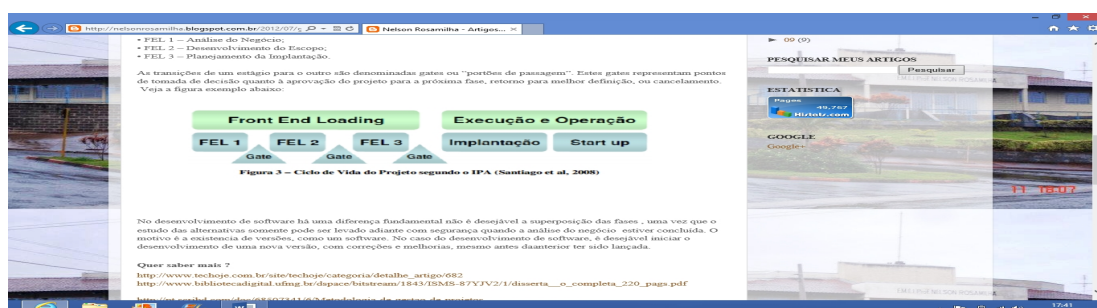 http://nelsonrosamilha.blogspot.com.br/2012/07/g
Nelson Rosamilha - Artigos...
• FEL 1 – Análise do Negócio;
• FEL 2 – Desenvolvimento do Escopo;
• FEL 3 – Planejamento da Implantação.
As transições de um estágio para o outro são denominadas gates ou "portões de passagem". Estes gates representam pontos
de tomada de decisão quanto à aprovação do projeto para a próxima fase, retorno para melhor definição, ou cancelamento.
Veja a figura exemplo abaixo:
Front End Loading
Execução e Operação
FEL 1 FEL 2 FEL 3 Implantação Start up
Gate Gate Gate
Figura 3 – Ciclo de Vida do Projeto segundo o IPA (Santiago et al, 2008)
No desenvolvimento de software há uma diferença fundamental não é desejável a superposição das fases , uma vez que o
estudo das alternativas somente pode ser levado adiante com segurança quando a análise do negócio estiver concluída. O
motivo é a existencia de versões, como um software. No caso do desenvolvimento de software, é desejável iniciar o
desenvolvimento de uma nova versão, com correções e melhorias, mesmo antes daanterior ter sido lançada.
Quer saber mais ?
http://www.techoje.com.br/site/techoje/categoria/detalhe_artigo/682
http://www.bibliotecadigital.ufmg.br/dspace/bitstream/1843/ISMS-87YJV2/1/disserta__o_completa_220_pags.pdf
► 09 (9)
PESQUISAR MEUS ARTIGOS
Pesquisar
ESTATISTICA
Pages
49,767
Histats.com
GOOGLE
Google+
11 18:07
17:41